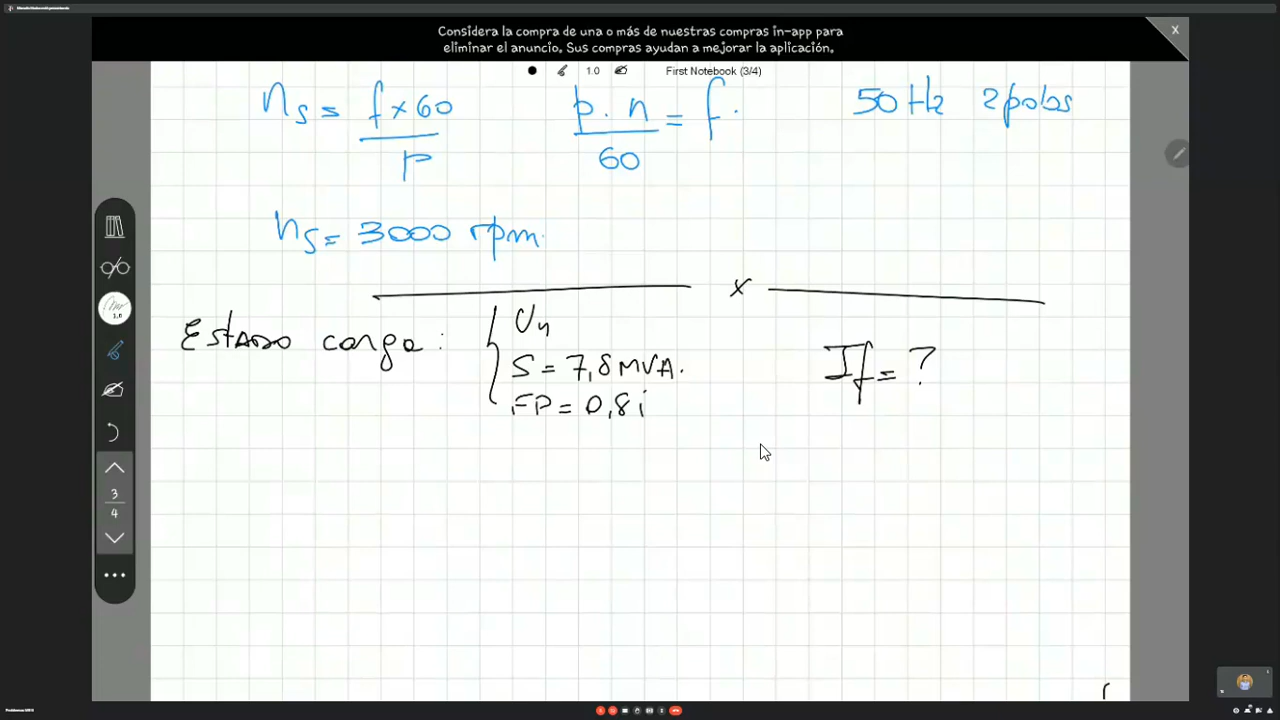 Considera la compra de una o más de nuestras compras in-app para
eliminar el anuncio. Sus compras ayudan a mejorar la aplicación.
X
1.0 First Notebook (3/4)
ns = f x 60 / p
p. n / 60 = f.
50 Hz 2 polos
ns = 3000 rpm.
x
Estado carga:
Un
S = 7,8 MVA.
FP = 0,8 i
If = ?
1.0
3
4